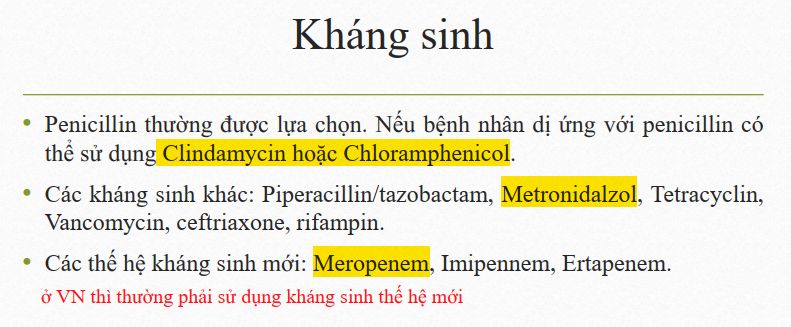 Kháng sinh
• Penicillin thường được lựa chọn. Nếu bệnh nhân dị ứng với penicillin có
thể sử dụng Clindamycin hoặc Chloramphenicol.
• Các kháng sinh khác: Piperacillin/tazobactam, Metronidalzol, Tetracyclin,
Vancomycin, ceftriaxone, rifampin.
• Các thế hệ kháng sinh mới: Meropenem, Imipennem, Ertapenem.
ở VN thì thường phải sử dụng kháng sinh thế hệ mới